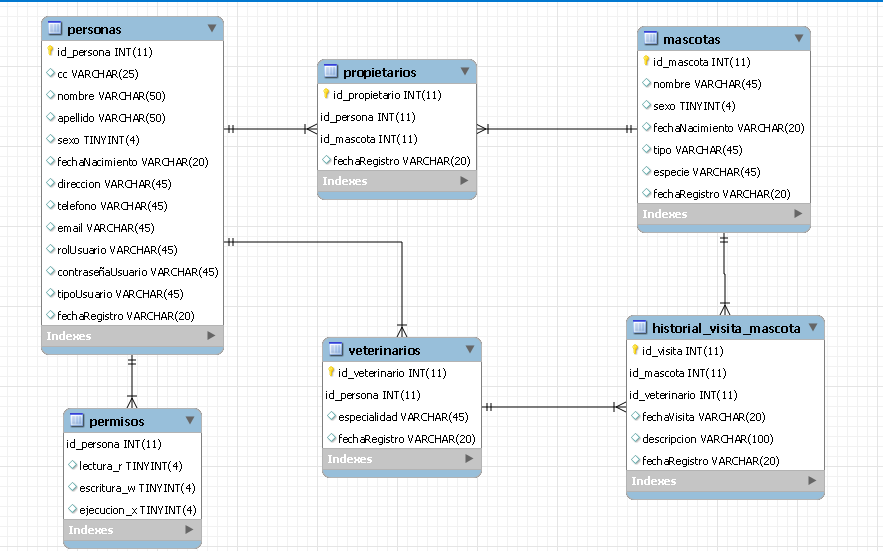 personas
id_persona INT(11)
cc VARCHAR(25)
nombre VARCHAR(50)
apellido VARCHAR(50)
sexo TINYINT(4)
fechaNacimiento VARCHAR(20)
direccion VARCHAR(45)
telefono VARCHAR(45)
email VARCHAR(45)
rolUsuario VARCHAR(45)
contraseñaUsuario VARCHAR(45)
tipoUsuario VARCHAR(45)
fechaRegistro VARCHAR(20)
Indexes
propietarios
id_propietario INT(11)
id_persona INT(11)
id_mascota INT(11)
fechaRegistro VARCHAR(20)
Indexes
mascotas
id_mascota INT(11)
nombre VARCHAR(45)
sexo TINYINT(4)
fechaNacimiento VARCHAR(20)
tipo VARCHAR(45)
especie VARCHAR(45)
fechaRegistro VARCHAR(20)
Indexes
permisos
id_persona INT(11)
lectura_r TINYINT(4)
escritura_w TINYINT(4)
ejecucion_x TINYINT(4)
Indexes
veterinarios
id_veterinario INT(11)
id_persona INT(11)
especialidad VARCHAR(45)
fechaRegistro VARCHAR(20)
Indexes
historial_visita_mascota
id_visita INT(11)
id_mascota INT(11)
id_veterinario INT(11)
fechaVisita VARCHAR(20)
descripcion VARCHAR(100)
fechaRegistro VARCHAR(20)
Indexes